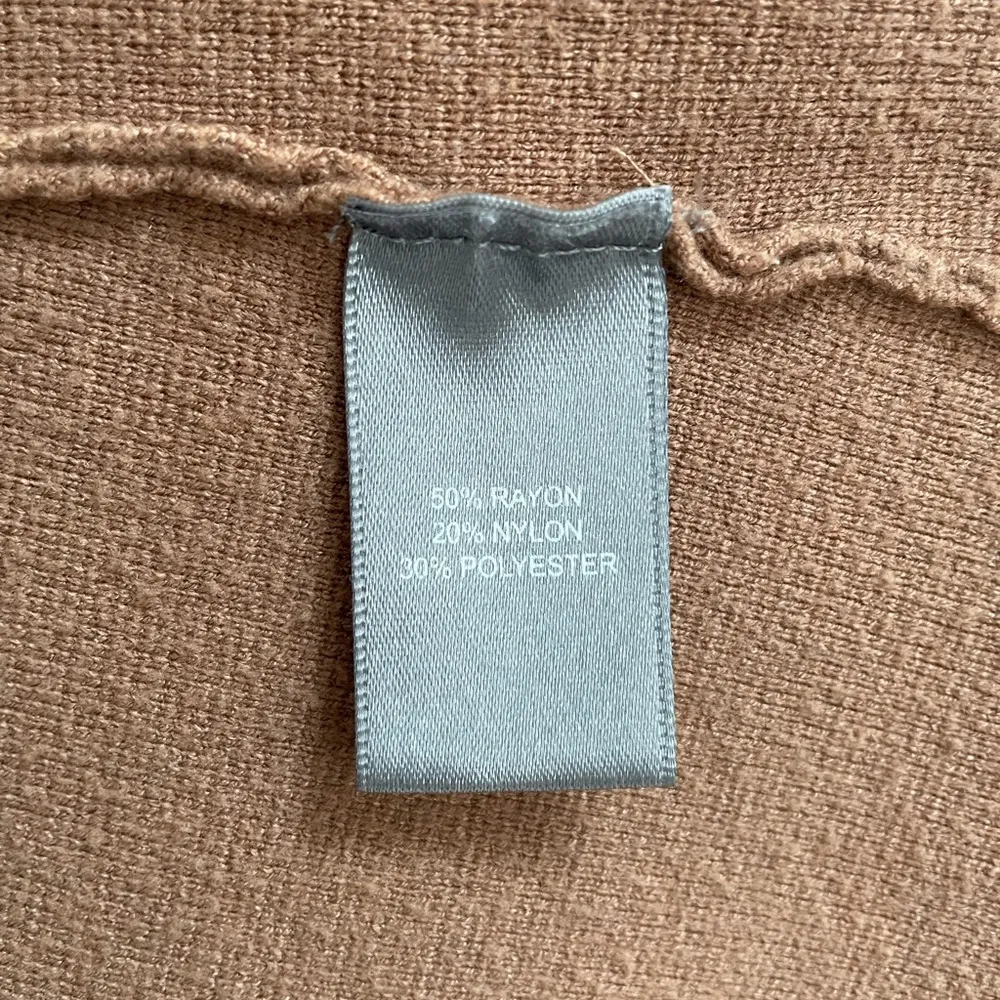 50% RAYON
20% NYLON
30% POLYESTER